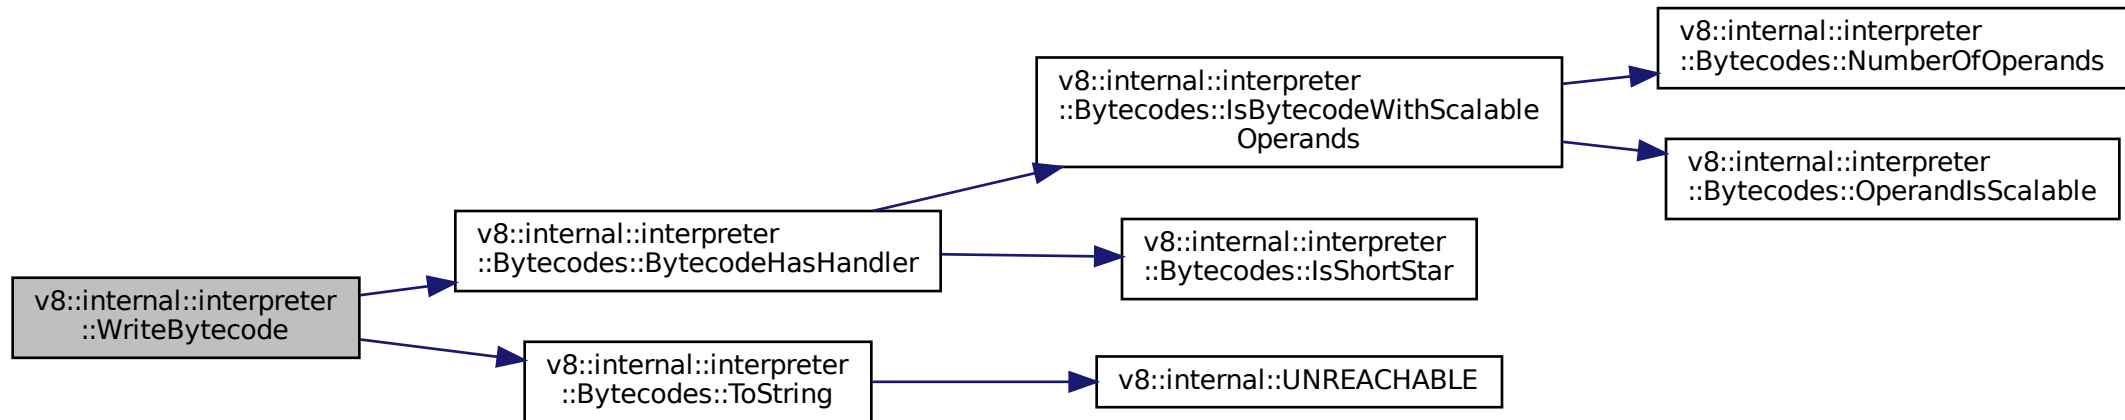 v8::internal::interpreter
::WriteBytecode
v8::internal::interpreter
::Bytecodes::BytecodeHasHandler
v8::internal::interpreter
::Bytecodes::IsBytecodeWithScalable
Operands
v8::internal::interpreter
::Bytecodes::NumberOfOperands
v8::internal::interpreter
::Bytecodes::OperandIsScalable
v8::internal::interpreter
::Bytecodes::IsShortStar
v8::internal::interpreter
::Bytecodes::ToString
v8::internal::UNREACHABLE